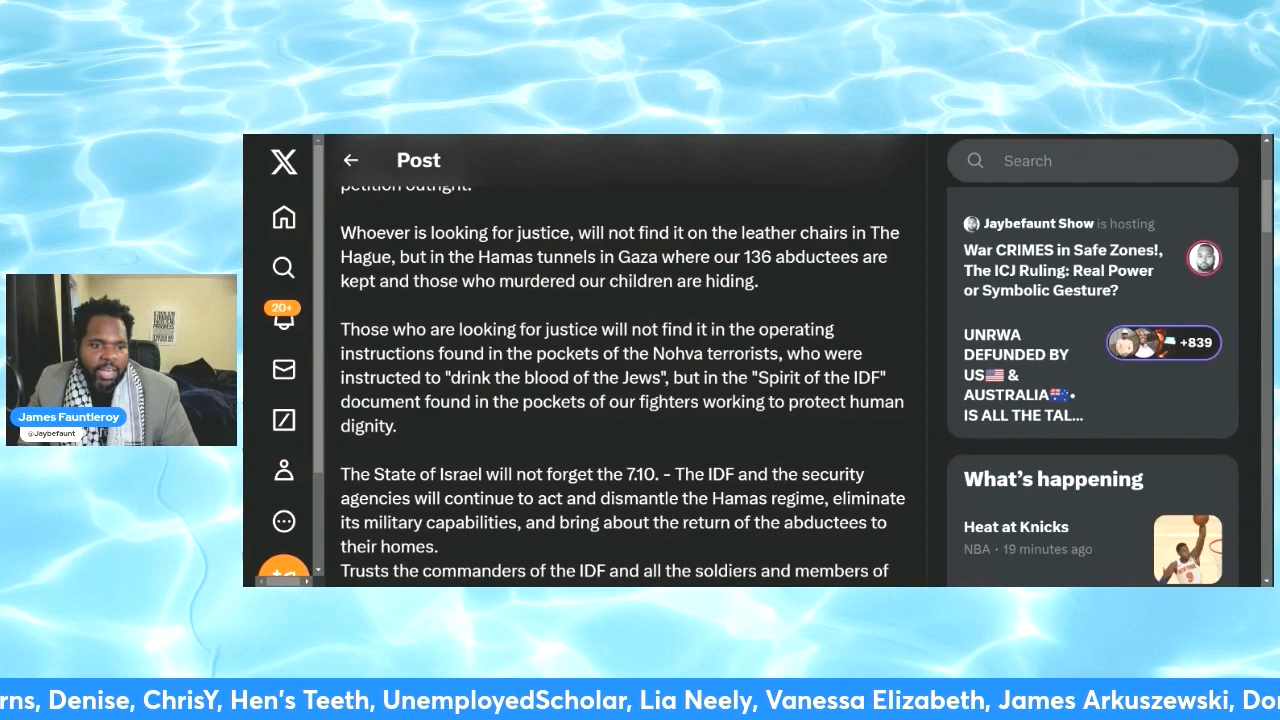 Post
Search
petition outright.
Whoever is looking for justice, will not find it on the leather chairs in The
Hague, but in the Hamas tunnels in Gaza where our 136 abductees are
kept and those who murdered our children are hiding.
Those who are looking for justice will not find it in the operating
instructions found in the pockets of the Nohva terrorists, who were
instructed to "drink the blood of the Jews", but in the "Spirit of the IDF"
document found in the pockets of our fighters working to protect human
dignity.
The State of Israel will not forget the 7.10. - The IDF and the security
agencies will continue to act and dismantle the Hamas regime, eliminate
its military capabilities, and bring about the return of the abductees to
their homes.
Trusts the commanders of the IDF and all the soldiers and members of
20+
Jaybefaunt Show is hosting
War CRIMES in Safe Zones!,
The ICJ Ruling: Real Power
or Symbolic Gesture?
UNRWA
DEFUNDED BY
US🇺🇸 &
AUSTRALIA🇦🇺•
IS ALL THE TAL...
+839
What's happening
Heat at Knicks
NBA • 19 minutes ago
James Fauntleroy
@Jaybefaunt
rns, Denise, ChrisY, Hen's Teeth, UnemployedScholar, Lia Neely, Vanessa Elizabeth, James Arkuszewski, Do